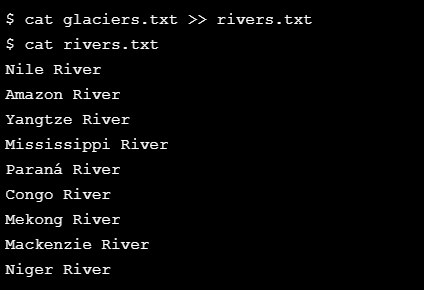 $ cat glaciers.txt >> rivers.txt
$ cat rivers.txt
Nile River
Amazon River
Yangtze River
Mississippi River
Paraná River
Congo River
Mekong River
Mackenzie River
Niger River